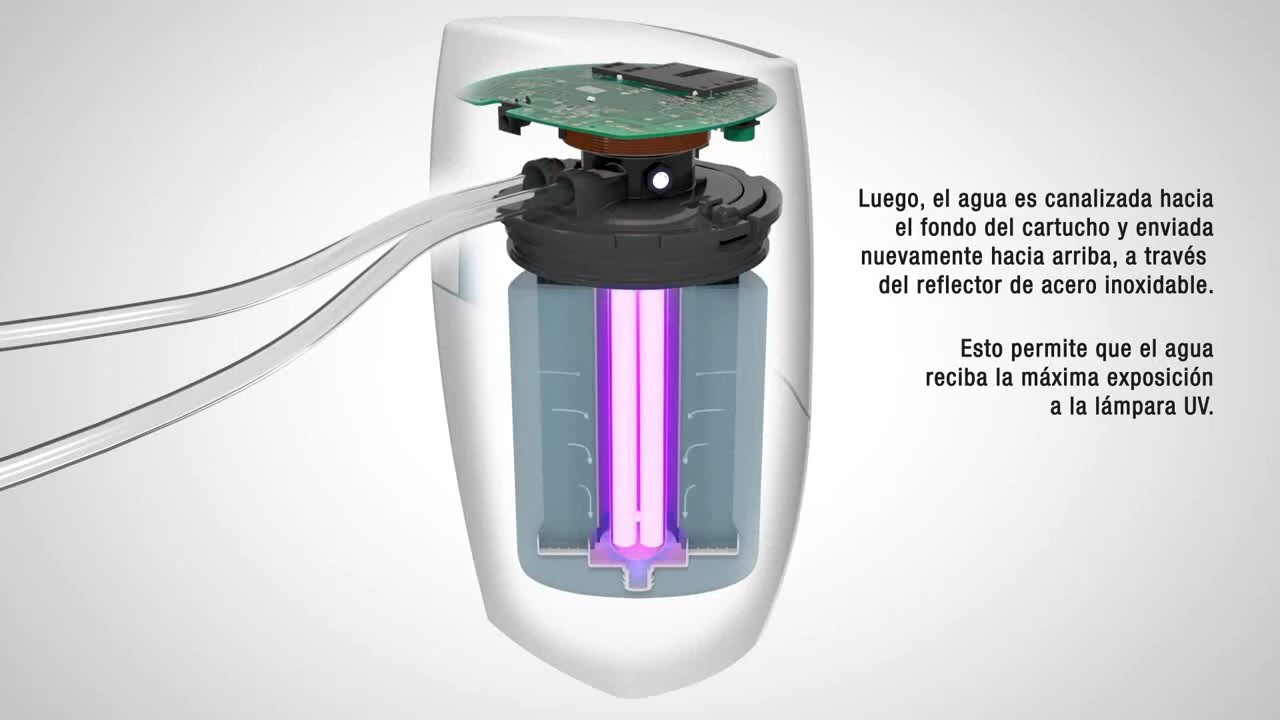 Luego, el agua es canalizada hacia
el fondo del cartucho y enviada
nuevamente hacia arriba, a través
del reflector de acero inoxidable.
Esto permite que el agua
reciba la máxima exposición
a la lámpara UV.